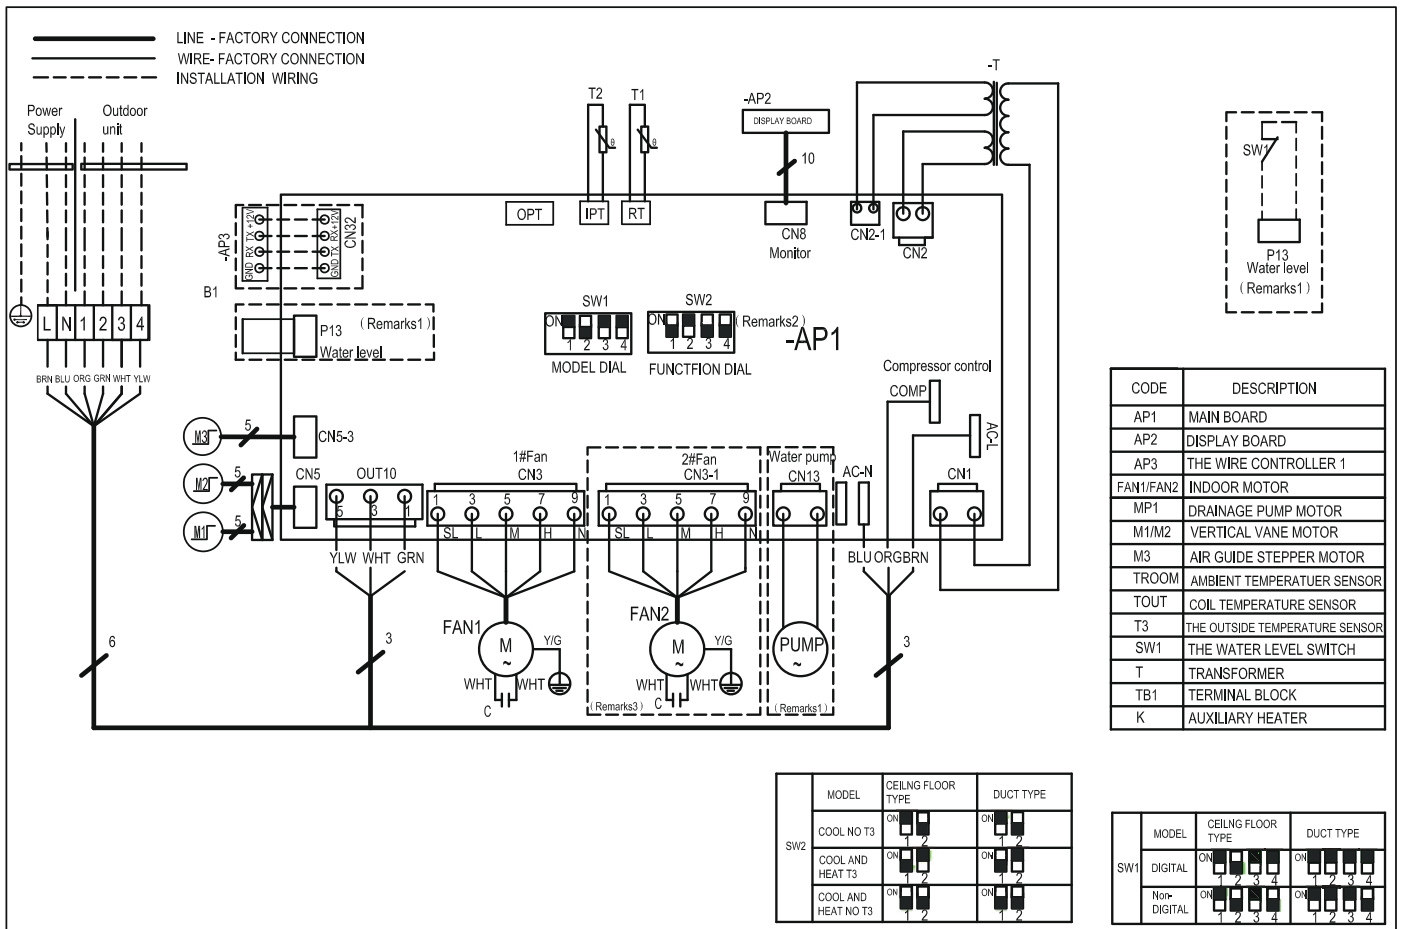 LINE - FACTORY CONNECTION
WIRE- FACTORY CONNECTION
INSTALLATION WIRING
Power
Supply
Outdoor
unit
L N 1 2 3 4
BRN BLU ORG GRN WHT YLW
6
-AP3
GND RX TX +12V
GND TX RX+12V
CN32
B1
P13
(Remarks1)
Water level
T2
T1
θ
θ
OPT
IPT
RT
-AP2
DISPLAY BOARD
10
CN8
Monitor
-T
CN2-1
CN2
SW1
ON
1 2 3 4
MODEL DIAL
SW2
ON
1 2 3 4
(Remarks2)
FUNCTFION DIAL
-AP1
SW1
P13
Water level
(Remarks1)
M3
5
CN5-3
M2
5
CN5
M1
5
OUT10
5 3 1
YLW WHT GRN
3
1#Fan
CN3
1 3 5 7 9
SL L M H N
FAN1
M
~
Y/G
WHT WHT
C
2#Fan
CN3-1
1 3 5 7 9
SL L M H N
FAN2
M
~
Y/G
WHT WHT
C
(Remarks3)
Water pump
CN13
PUMP
~
(Remarks1)
AC-N
Compressor control
COMP
AC-L
CN1
BLU ORG BRN
3
CODE DESCRIPTION
AP1 MAIN BOARD
AP2 DISPLAY BOARD
AP3 THE WIRE CONTROLLER 1
FAN1/FAN2 INDOOR MOTOR
MP1 DRAINAGE PUMP MOTOR
M1/M2 VERTICAL VANE MOTOR
M3 AIR GUIDE STEPPER MOTOR
TROOM AMBIENT TEMPERATUER SENSOR
TOUT COIL TEMPERATURE SENSOR
T3 THE OUTSIDE TEMPERATURE SENSOR
SW1 THE WATER LEVEL SWITCH
T TRANSFORMER
TB1 TERMINAL BLOCK
K AUXILIARY HEATER
SW2
MODEL
CEILNG FLOOR
TYPE
DUCT TYPE
COOL NO T3
ON
1 2
ON
1 2
COOL AND
HEAT T3
ON
1 2
ON
1 2
COOL AND
HEAT NO T3
ON
1 2
ON
1 2
SW1
MODEL
CEILNG FLOOR
TYPE
DUCT TYPE
DIGITAL
ON
1 2 3 4
ON
1 2 3 4
Non-
DIGITAL
ON
1 2 3 4
ON
1 2 3 4